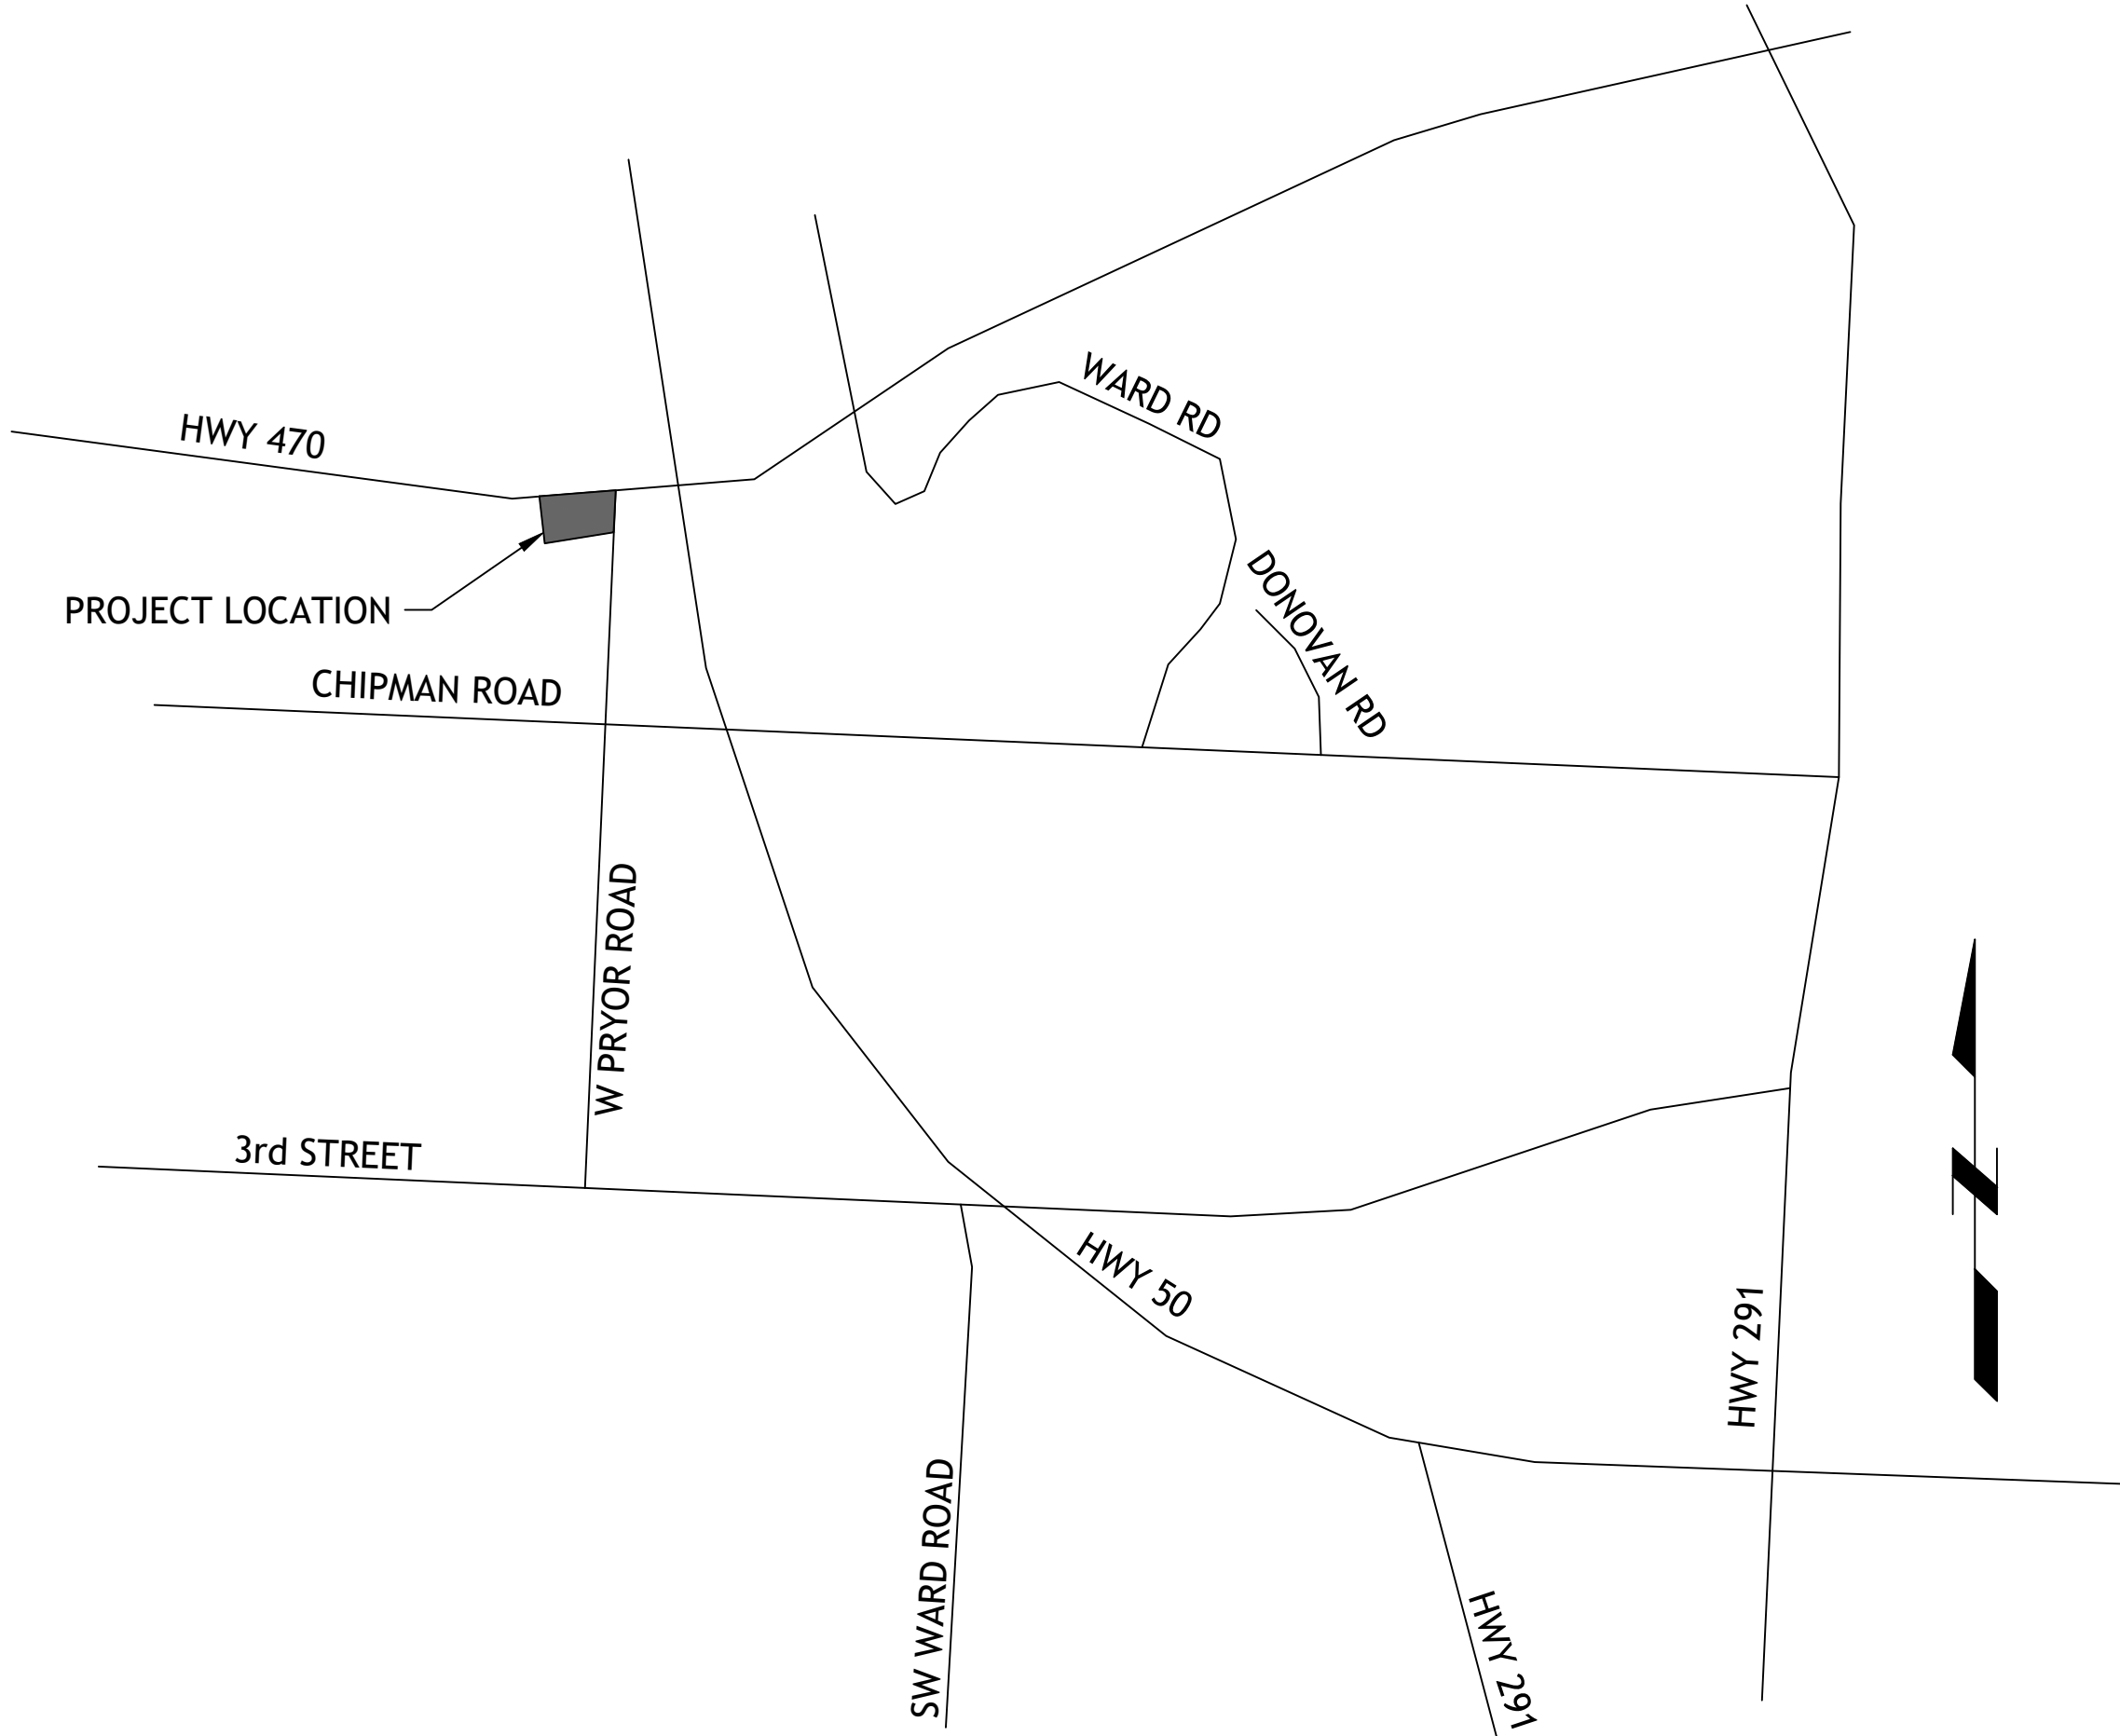 WARD RD
HWY 470
DONOVAN RD
PROJECT LOCATION
CHIPMAN ROAD
W PRYOR ROAD
3rd STREET
N
HWY 50
HWY 291
SW WARD ROAD
HWY 291